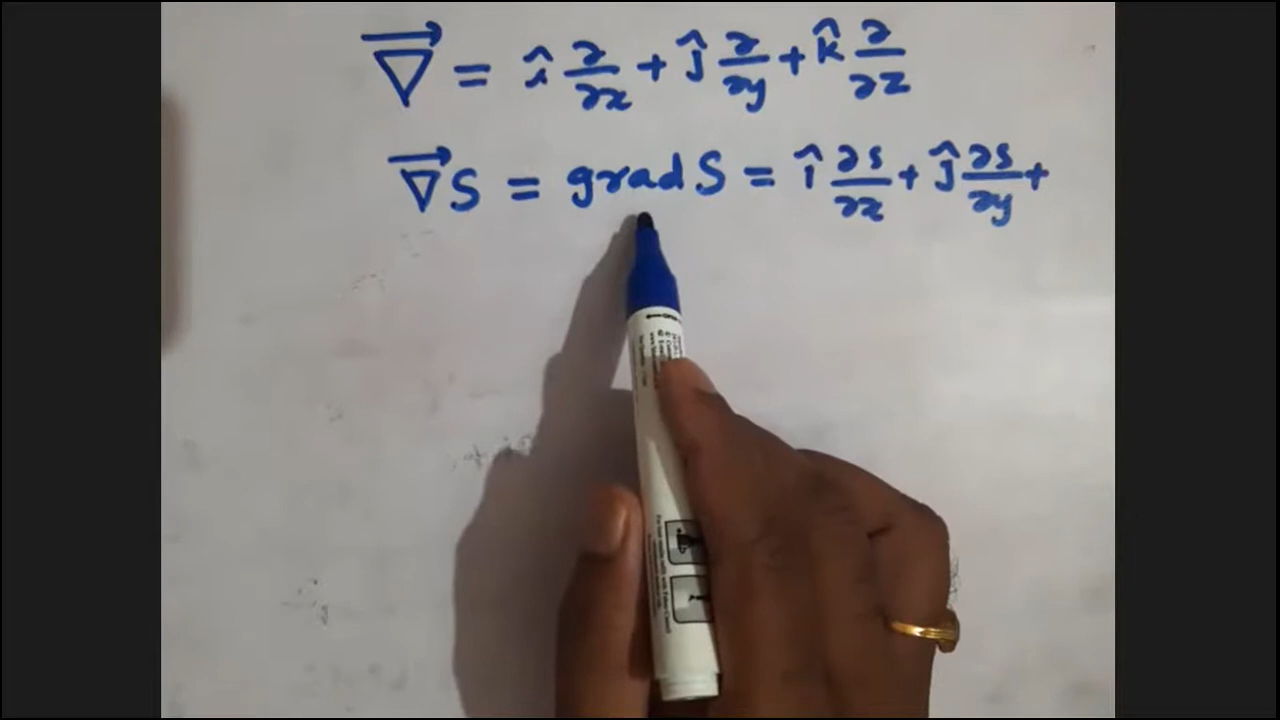 ∇⃗ = î ∂/∂x + ĵ ∂/∂y + k̂ ∂/∂z
∇⃗S = grad S = î ∂s/∂x + ĵ ∂s/∂y +